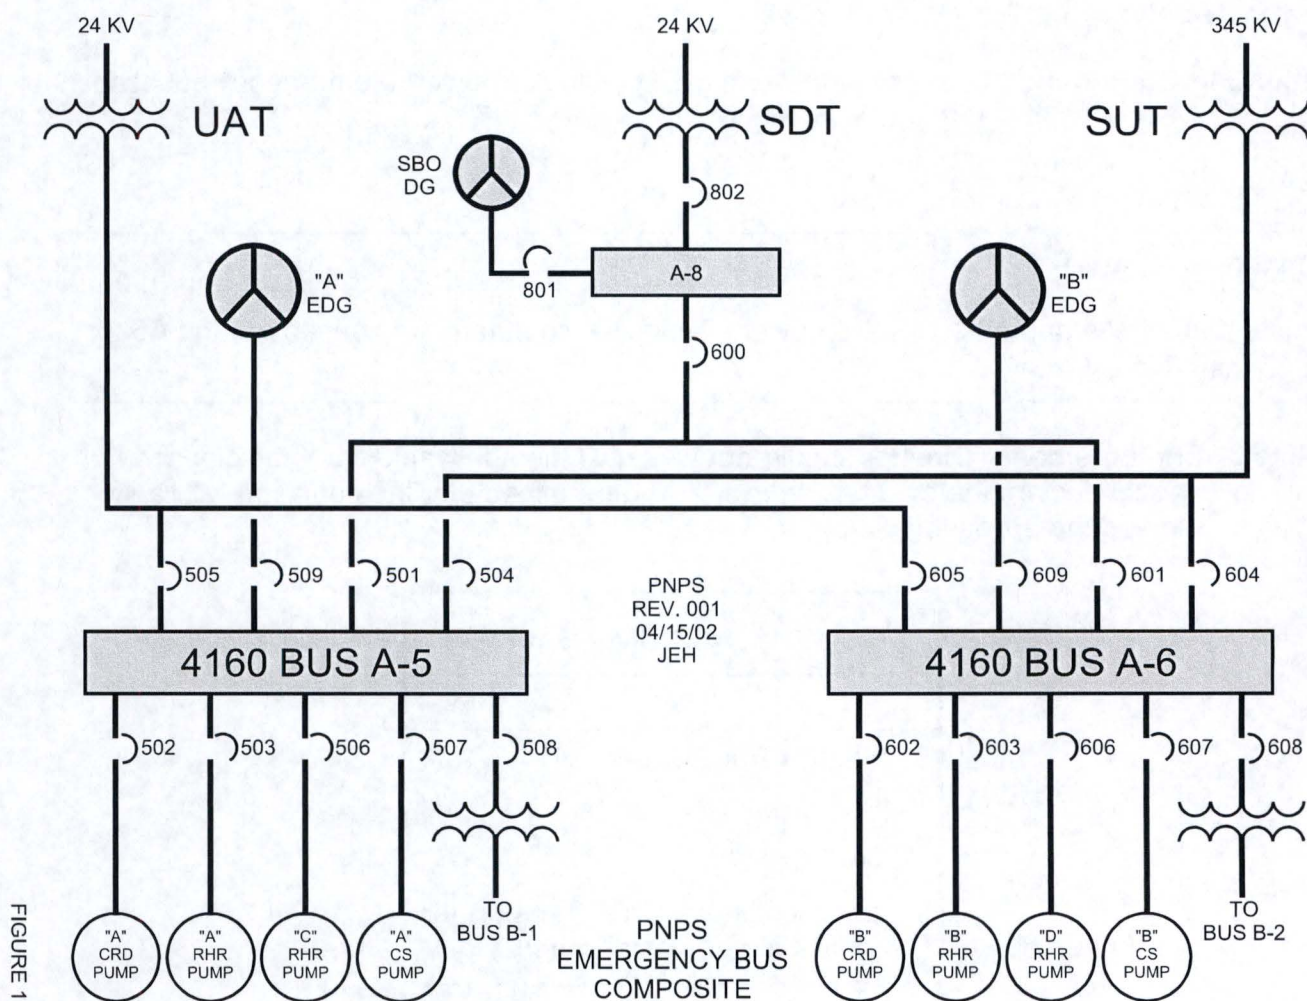 24 KV
24 KV
345 KV
UAT
SDT
SUT
SBO
DG
802
"A"
EDG
801
A-8
"B"
EDG
600
505
509
501
504
605
609
601
604
PNPS
REV. 001
04/15/02
JEH
4160 BUS A-5
4160 BUS A-6
502
503
506
507
508
602
603
606
607
608
TO
BUS B-1
TO
BUS B-2
"A"
CRD
PUMP
"A"
RHR
PUMP
"C"
RHR
PUMP
"A"
CS
PUMP
PNPS
EMERGENCY BUS
COMPOSITE
"B"
CRD
PUMP
"B"
RHR
PUMP
"D"
RHR
PUMP
"B"
CS
PUMP
FIGURE 1